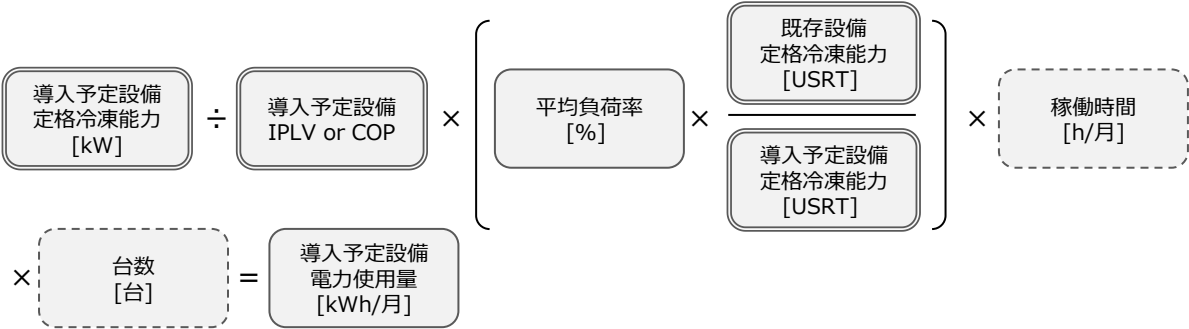 導入予定設備
定格冷凍能力
[kW]
÷
導入予定設備
IPLV or COP
×
平均負荷率
[%]
×
既存設備
定格冷凍能力
[USRT]
導入予定設備
定格冷凍能力
[USRT]
×
稼働時間
[h/月]
×
台数
[台]
=
導入予定設備
電力使用量
[kWh/月]